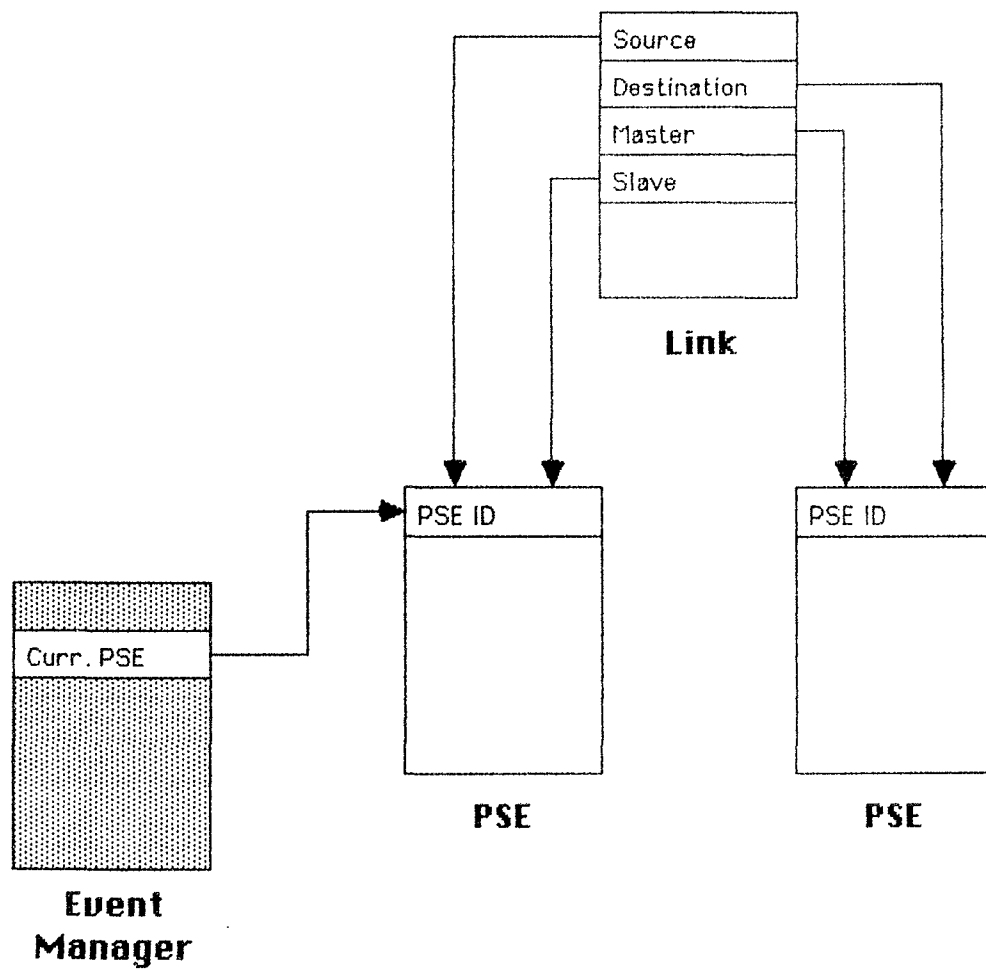 Source
Destination
Master
Slave
Link
PSE ID
PSE ID
Curr. PSE
PSE
PSE
Event
Manager